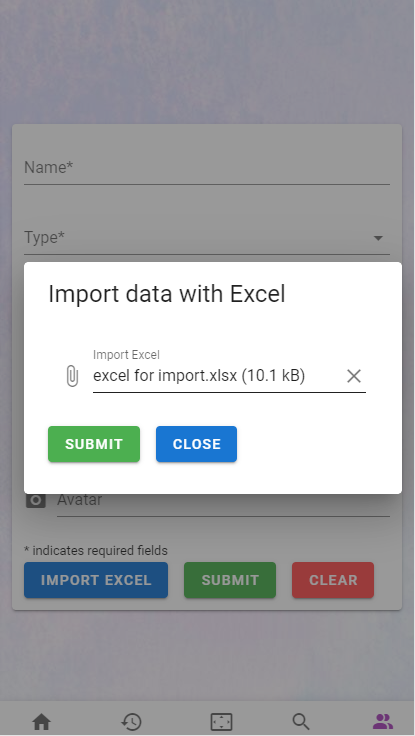 Name*
Type*
Import data with Excel
Import Excel
excel for import.xlsx (10.1 kB)
SUBMIT CLOSE
Avatar
* indicates required fields
IMPORT EXCEL SUBMIT CLEAR